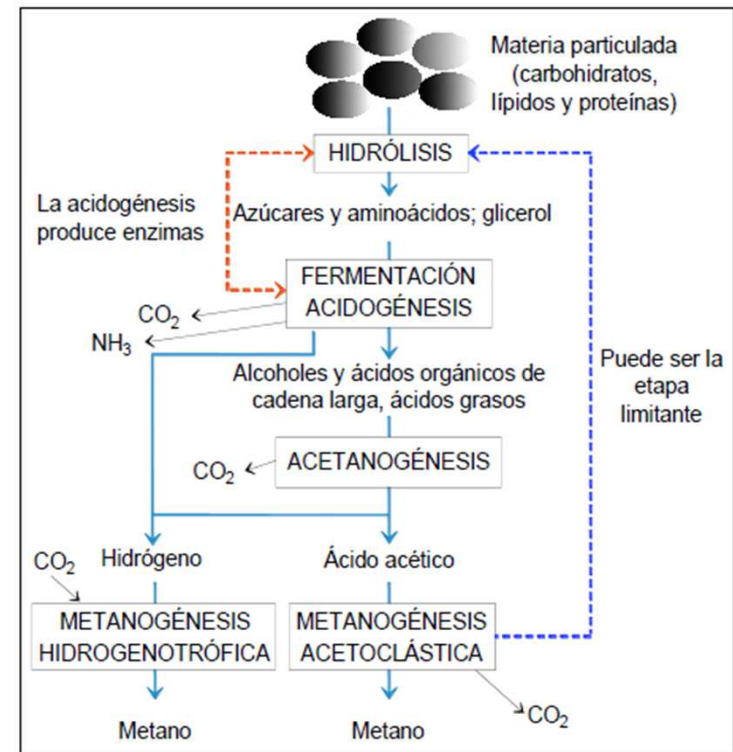 Materia particulada
(carbohidratos,
lípidos y proteínas)
HIDRÓLISIS
La acidogénesis
produce enzimas
Azúcares y aminoácidos; glicerol
FERMENTACIÓN
ACIDOGÉNESIS
CO₂
NH₃
Alcoholes y ácidos orgánicos de
cadena larga, ácidos grasos
Puede ser la
etapa
limitante
ACETANOGÉNESIS
CO₂
CO₂
Hidrógeno
Ácido acético
METANOGÉNESIS
HIDROGENOTRÓFICA
METANOGÉNESIS
ACETOCLÁSTICA
Metano
Metano
CO₂